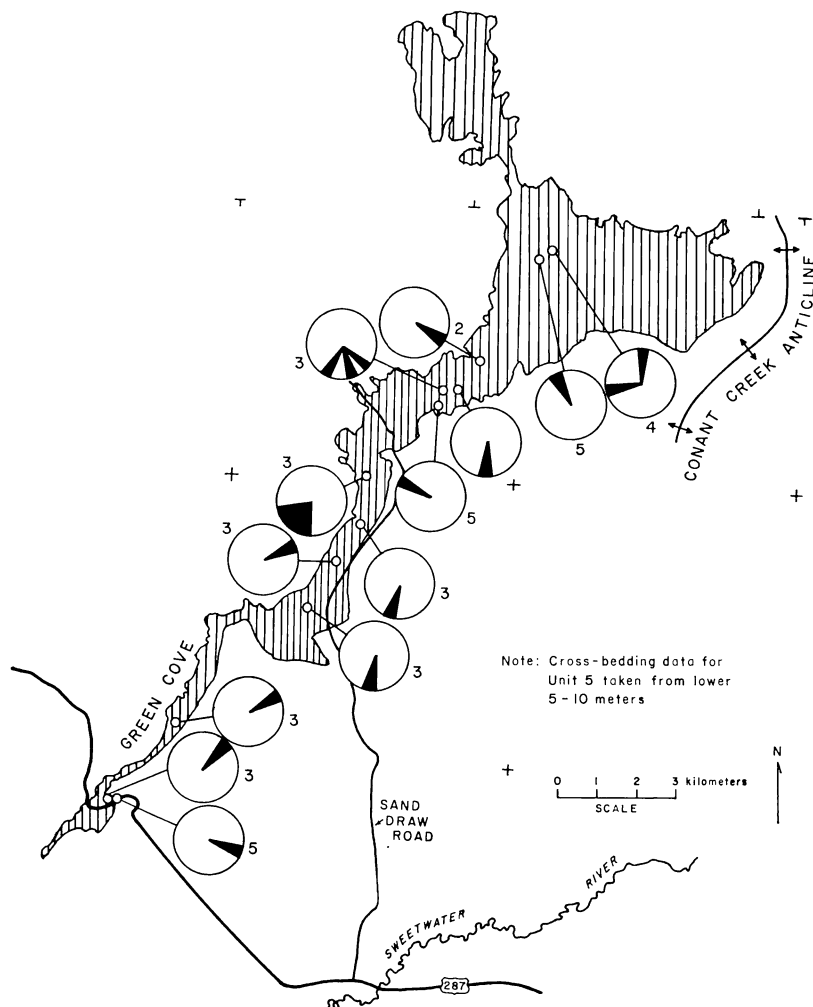 CONANT CREEK ANTICLINE
2
3
5
4
3
5
3
3
3
GREEN COVE
3
3
5
Note: Cross-bedding data for
Unit 5 taken from lower
5-10 meters
N
0 1 2 3 kilometers
SCALE
SAND
DRAW
ROAD
SWEETWATER RIVER
287